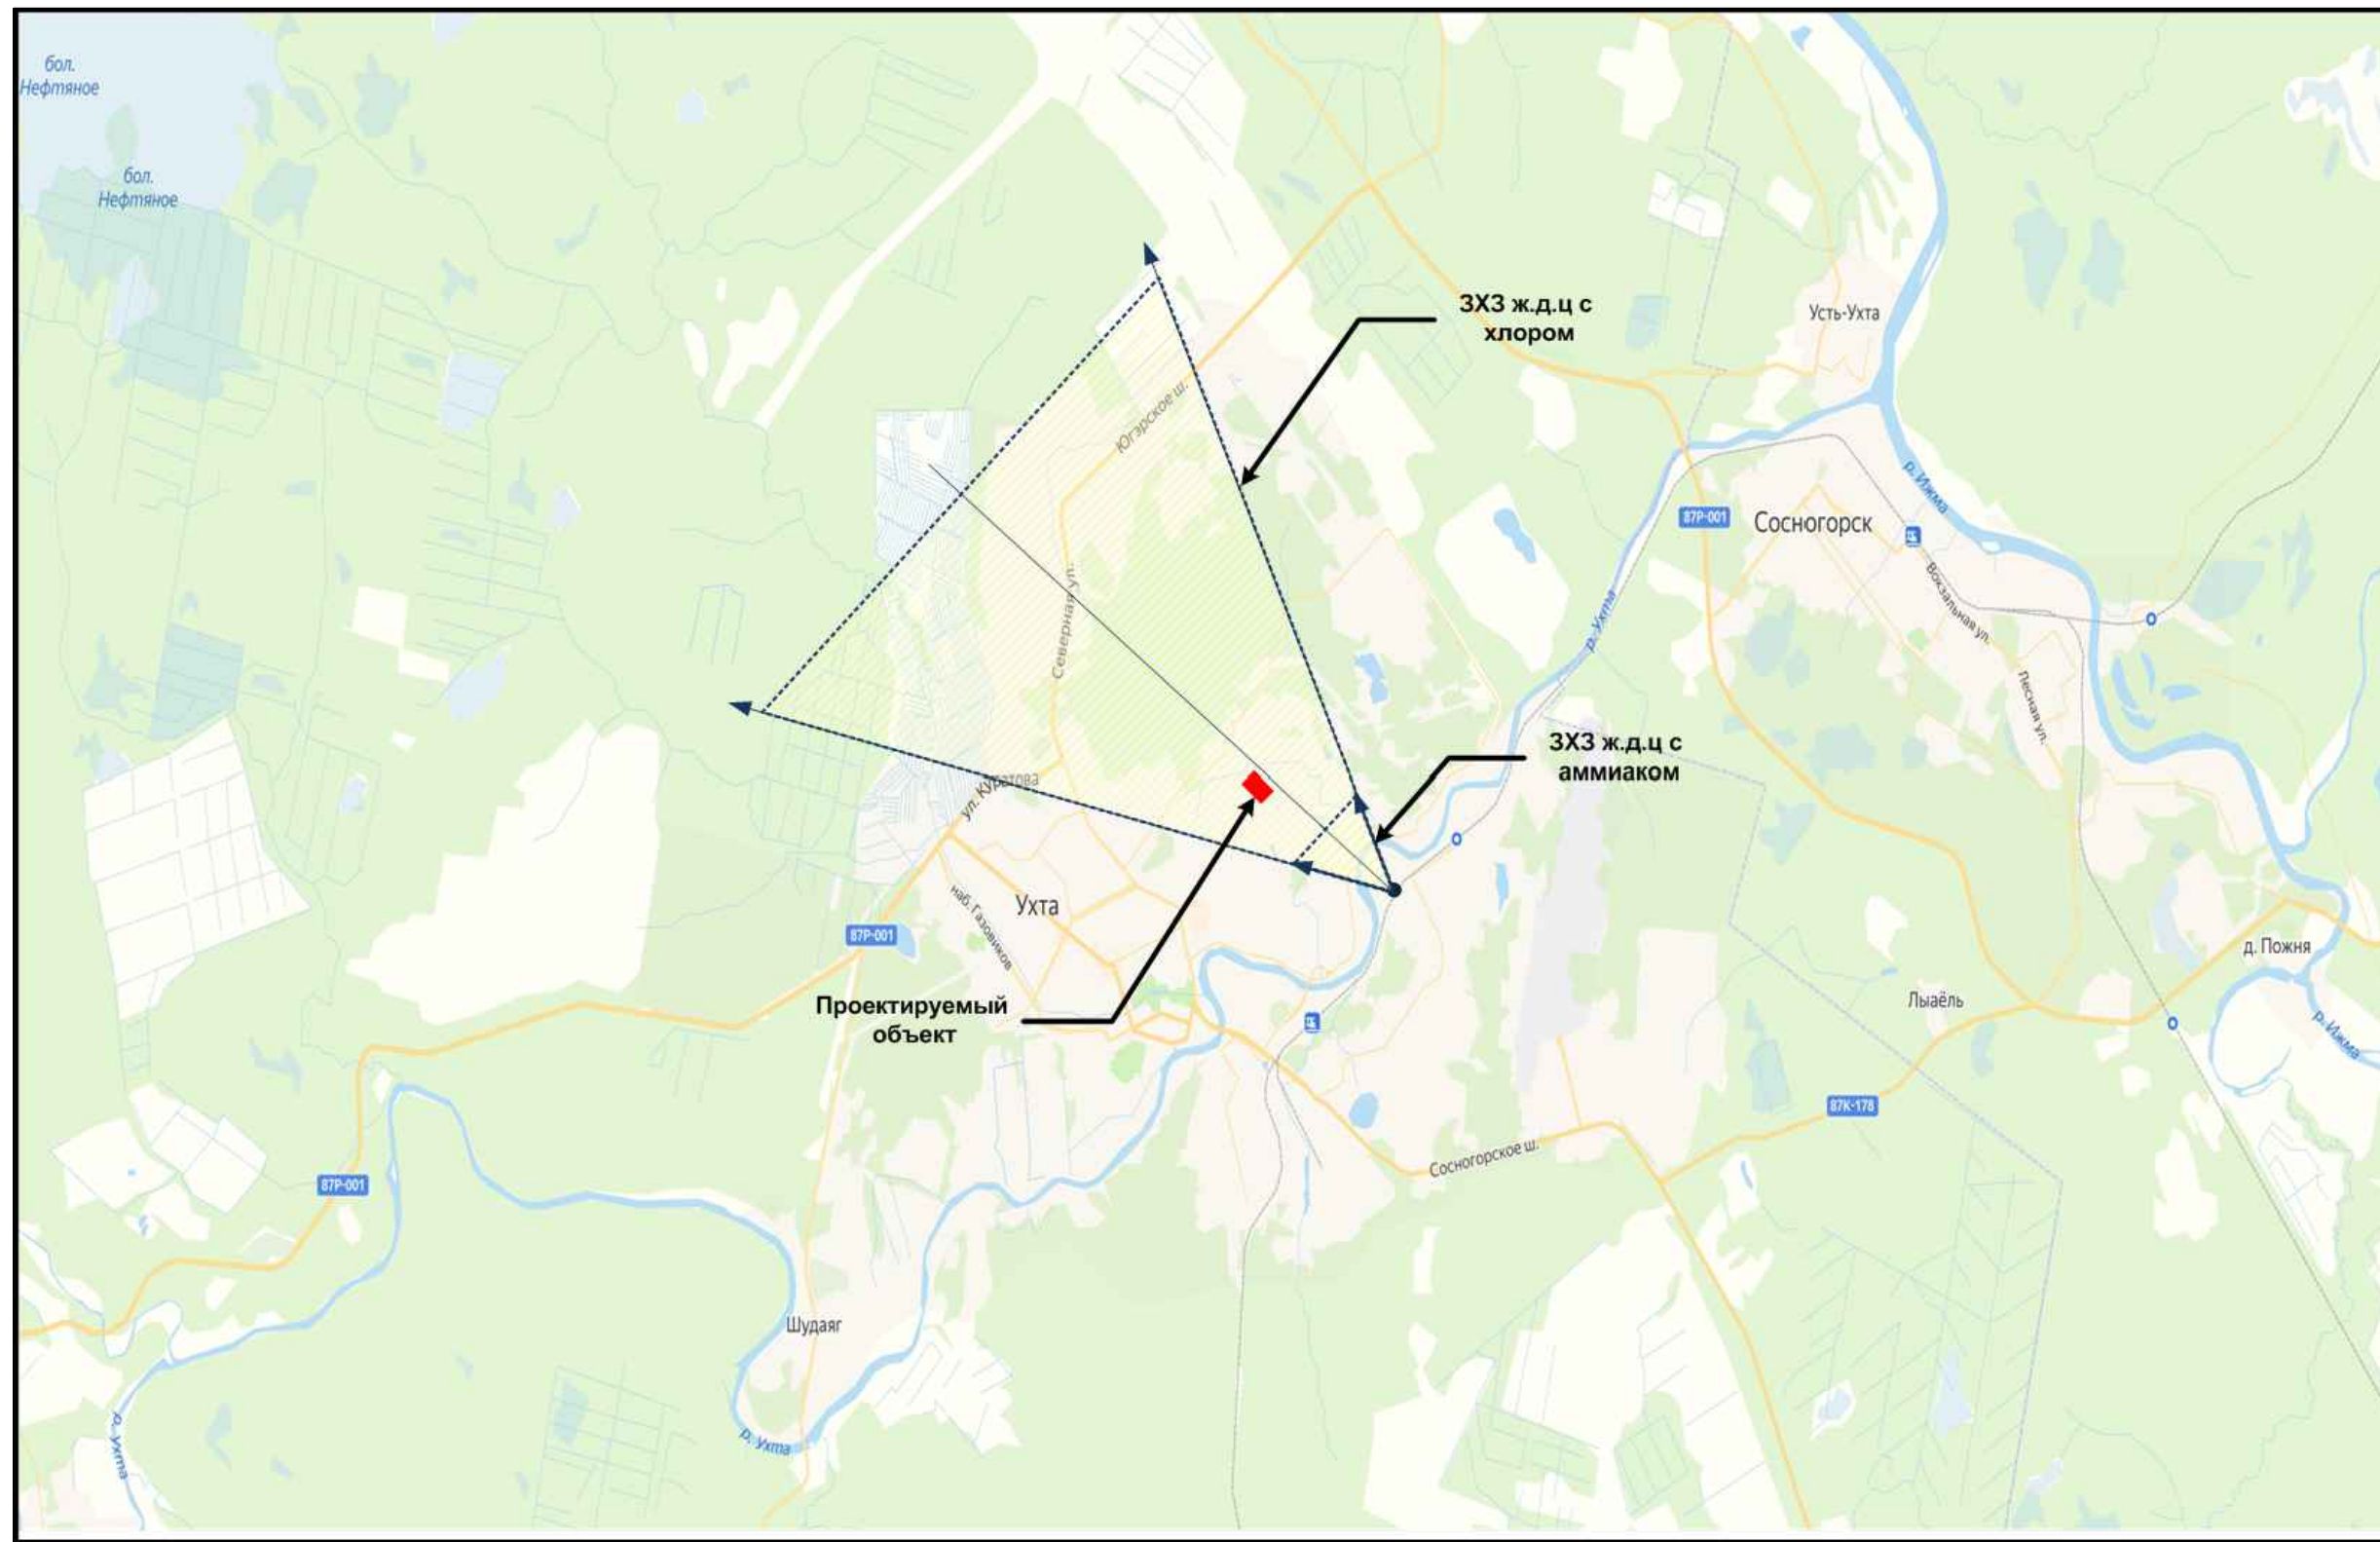 бол.
Нефтяное
бол.
Нефтяное
ЗХЗ ж.д.ц с
хлором
Усть-Ухта
Югэрское ш.
р. Ижма
87Р-001
Сосногорск
Вокзальная ул.
Северная ул.
р. Ухта
Лесная ул.
ЗХЗ ж.д.ц с
аммиаком
ул. Куратова
Ухта
наб. Газовиков
87Р-001
д. Пожня
Проектируемый
объект
Лыаёль
р. Ижма
87К-178
Сосногорское ш.
87Р-001
Шудаяг
р. Ухта
р. Ухта